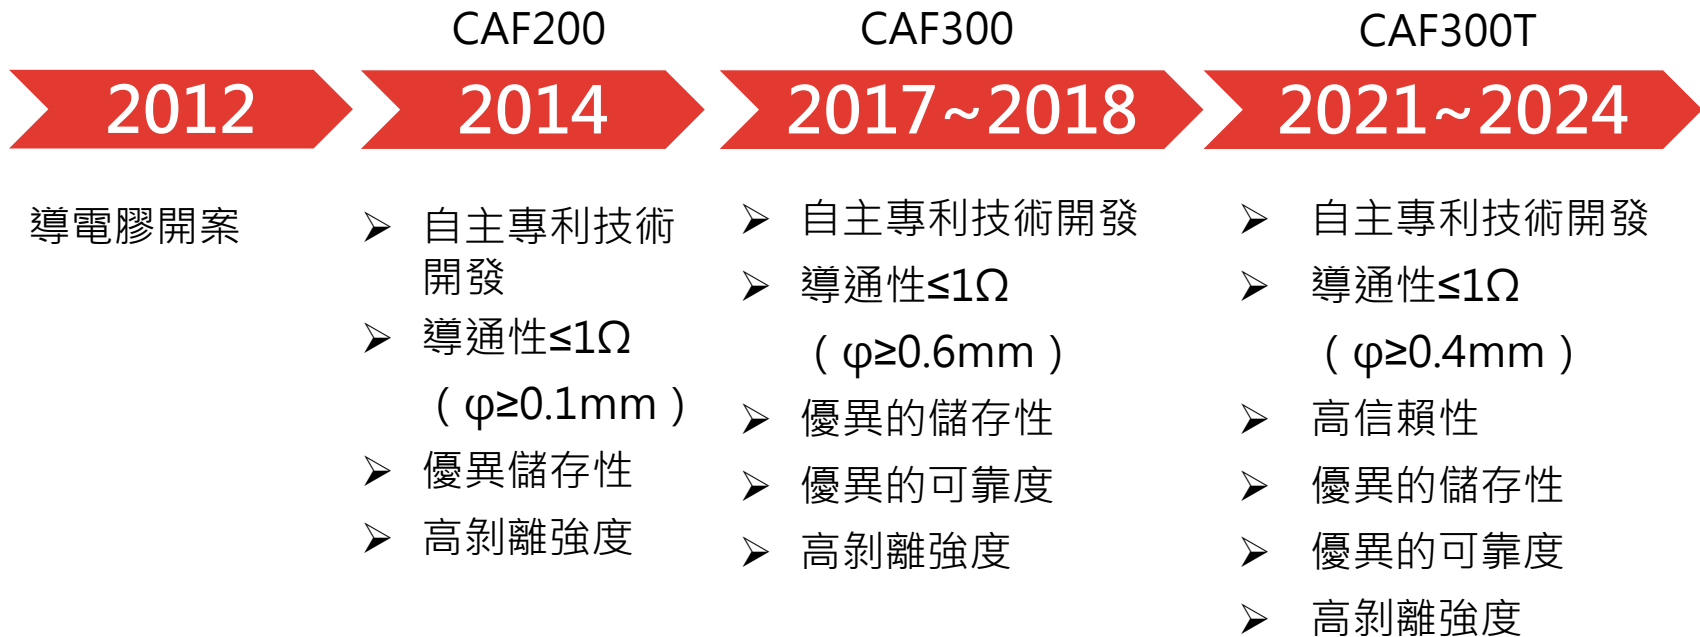 CAF200
CAF300
CAF300T
2012
2014
2017~2018
2021~2024
導電膠開案
➢ 自主專利技術
開發
➢ 導通性≤1Ω
（φ≥0.1mm）
➢ 優異儲存性
➢ 高剝離強度
➢ 自主專利技術開發
➢ 導通性≤1Ω
（φ≥0.6mm）
➢ 優異的儲存性
➢ 優異的可靠度
➢ 高剝離強度
➢ 自主專利技術開發
➢ 導通性≤1Ω
（φ≥0.4mm）
➢ 高信賴性
➢ 優異的儲存性
➢ 優異的可靠度
➢ 高剝離強度